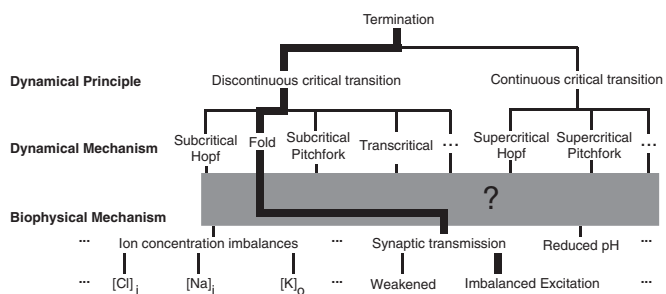 Termination
Dynamical Principle
Discontinuous critical transition
Continuous critical transition
Dynamical Mechanism
Subcritical
Hopf
Fold
Subcritical
Pitchfork
Transcritical
...
Supercritical
Hopf
Supercritical
Pitchfork
...
?
Biophysical Mechanism
... Ion concentration imbalances ... Synaptic transmission Reduced pH ...
... [Cl]i [Na]i [K]o ... Weakened Imbalanced Excitation ...